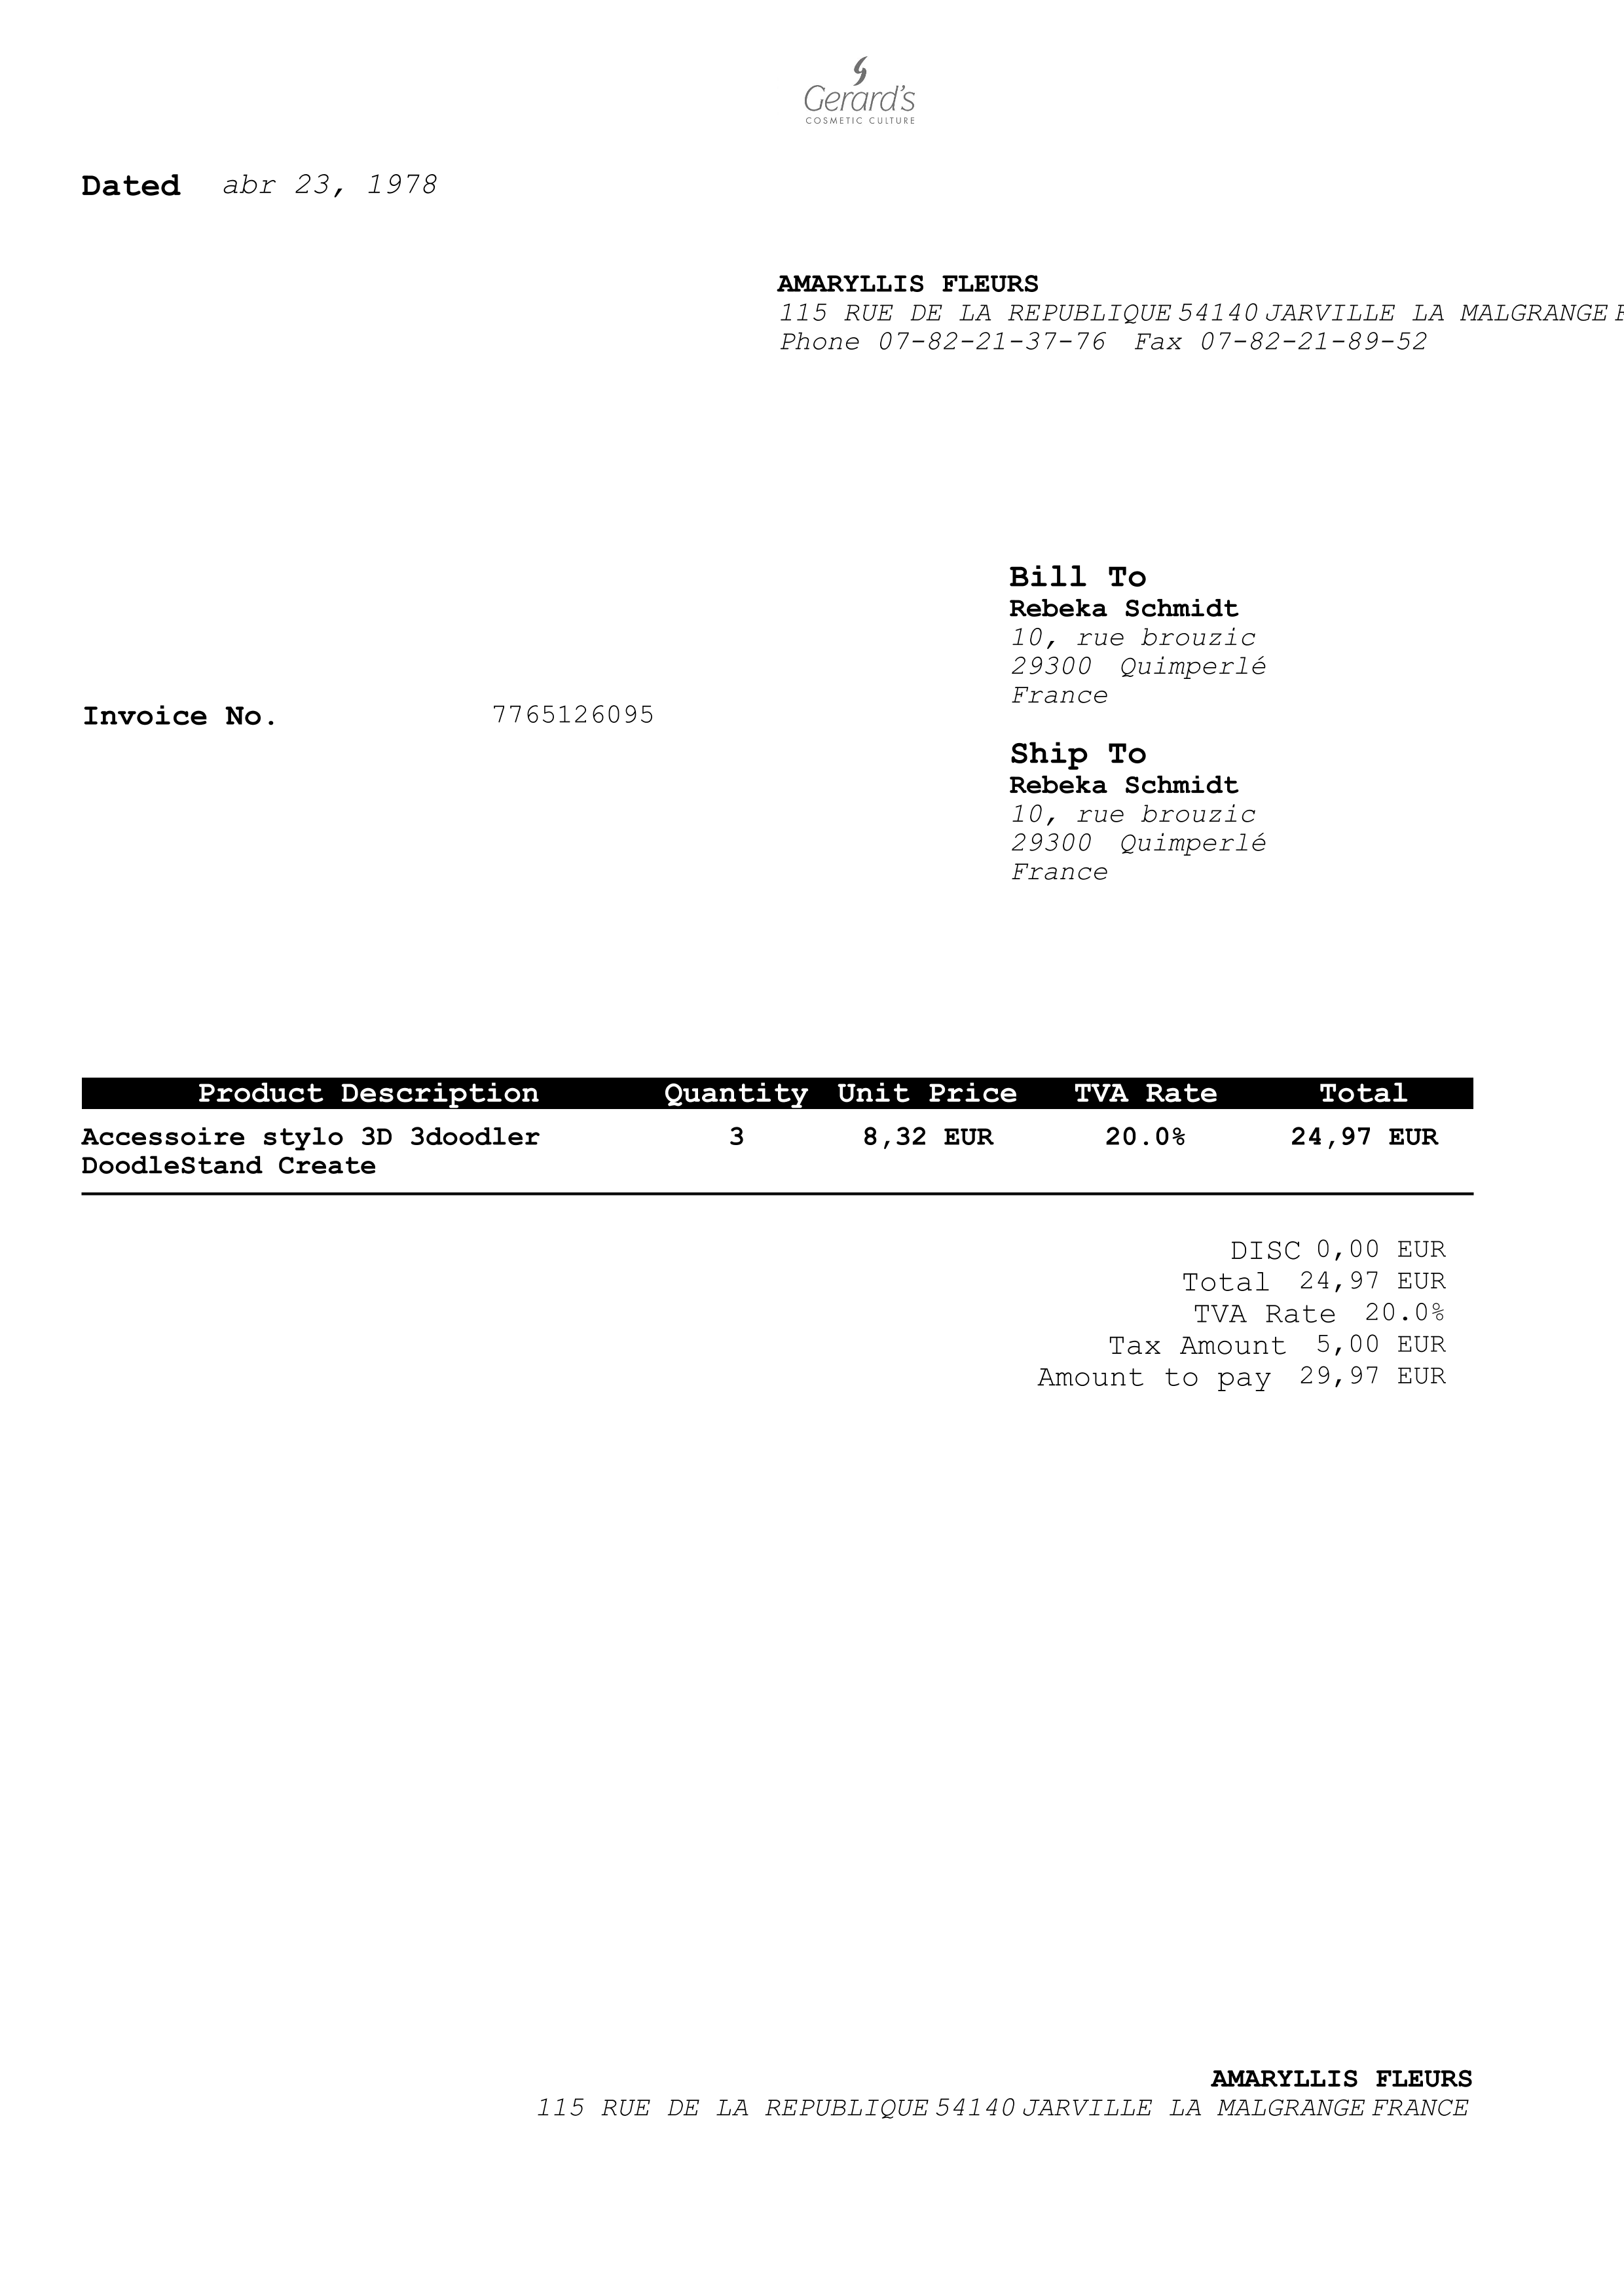 Gerard's
COSMETIC CULTURE
Dated abr 23, 1978
AMARYLLIS FLEURS
115 RUE DE LA REPUBLIQUE 54140 JARVILLE LA MALGRANGE
Phone 07-82-21-37-76 Fax 07-82-21-89-52
Bill To
Rebeka Schmidt
10, rue brouzic
29300 Quimperlé
France
Invoice No. 7765126095
Ship To
Rebeka Schmidt
10, rue brouzic
29300 Quimperlé
France
Product Description Quantity Unit Price TVA Rate Total
Accessoire stylo 3D 3doodler 3 8,32 EUR 20.0% 24,97 EUR
DoodleStand Create
DISC 0,00 EUR
Total 24,97 EUR
TVA Rate 20.0%
Tax Amount 5,00 EUR
Amount to pay 29,97 EUR
AMARYLLIS FLEURS
115 RUE DE LA REPUBLIQUE 54140 JARVILLE LA MALGRANGE FRANCE